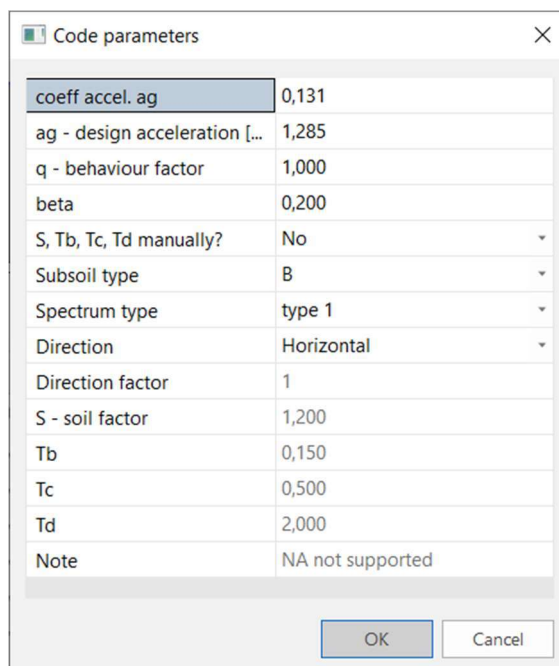 Code parameters
coeff accel. ag 0,131
ag - design acceleration [... 1,285
q - behaviour factor 1,000
beta 0,200
S, Tb, Tc, Td manually? No
Subsoil type B
Spectrum type type 1
Direction Horizontal
Direction factor 1
S - soil factor 1,200
Tb 0,150
Tc 0,500
Td 2,000
Note NA not supported
OK Cancel